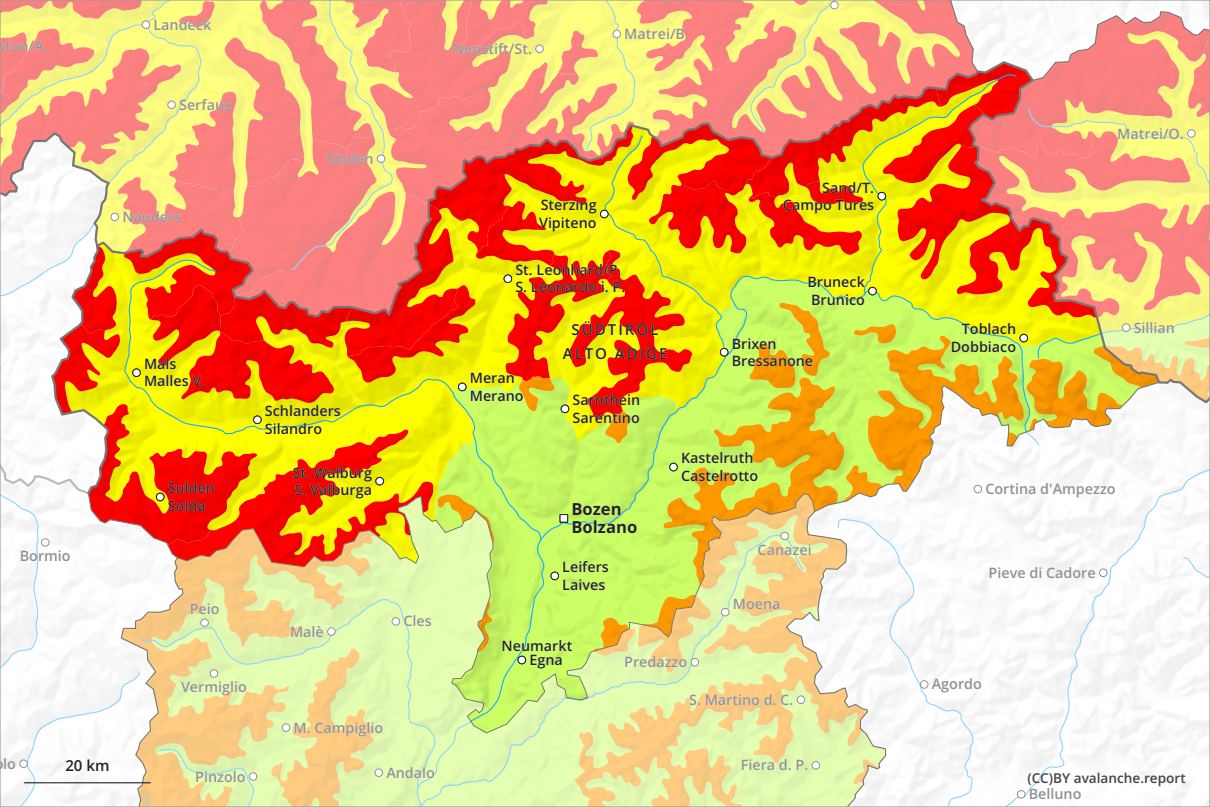 Landeck
Matrei/B
Neustift/St.
ton/A.
Serfaus
Matrei/O.
Sölden
Sand/T.
Campo Tures
Sterzing
Vipiteno
Nauders
St. Leonhard/P.
S. Leonardo i. P.
Bruneck
Brunico
SÜDTIROL
ALTO ADIGE
Toblach
Dobbiaco
Sillian
Brixen
Bressanone
Mals
Malles V.
Meran
Merano
Sarnthein
Sarentino
Schlanders
Silandro
Kastelruth
Castelrotto
St. Walburg
S. Valburga
Sulden
Solda
Cortina d'Ampezzo
Bozen
Bolzano
Bormio
Canazei
Leifers
Laives
Pieve di Cadore
Peio
Moena
Malè
Cles
Neumarkt
Egna
Predazzo
Vermiglio
Agordo
S. Martino d. C.
M. Campiglio
20 km
olo
Pinzolo
Andalo
Fiera d. P.
(CC)BY avalanche.report
Belluno